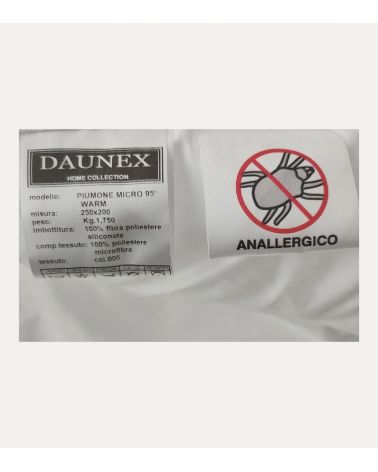 DAUNEX
HOME COLLECTION
modello: PIUMONE MICRO 95°
WARM
misura: 250x200
peso: Kg.1,750
imbottitura: 100% fibra poliestere
siliconata
comp.tessuto: 100% poliestere
microfibra
tessuto: col.005
ANALLERGICO